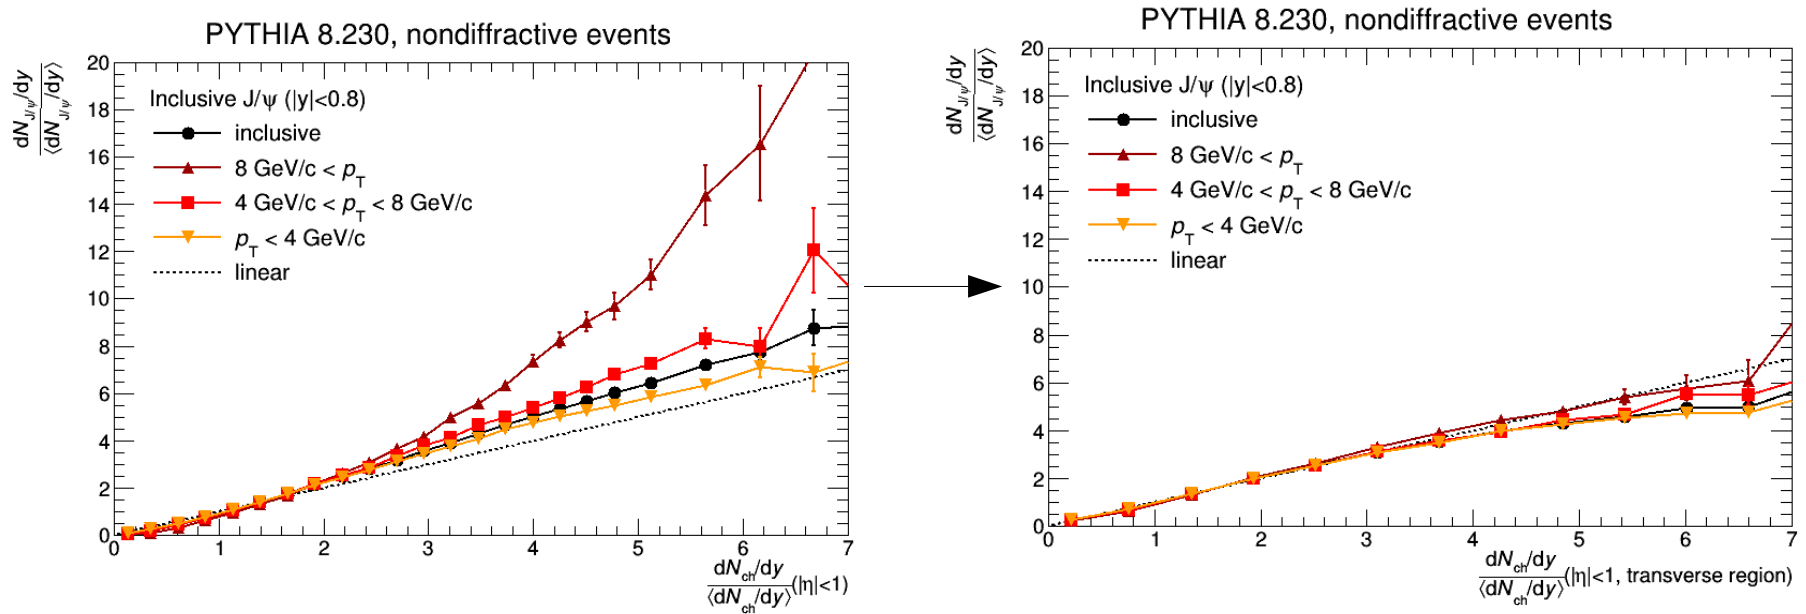 PYTHIA 8.230, nondiffractive events
dN_J/ψ/dy
⟨dN_J/ψ/dy⟩
20
18
16
14
12
10
8
6
4
2
0
Inclusive J/ψ (|y|<0.8)
inclusive
8 GeV/c < p_T
4 GeV/c < p_T < 8 GeV/c
p_T < 4 GeV/c
linear
0 1 2 3 4 5 6 7
dN_ch/dy
⟨dN_ch/dy⟩ (|η|<1)
PYTHIA 8.230, nondiffractive events
dN_J/ψ/dy
⟨dN_J/ψ/dy⟩
20
18
16
14
12
10
8
6
4
2
0
Inclusive J/ψ (|y|<0.8)
inclusive
8 GeV/c < p_T
4 GeV/c < p_T < 8 GeV/c
p_T < 4 GeV/c
linear
0 1 2 3 4 5 6 7
dN_ch/dy
⟨dN_ch/dy⟩ (|η|<1, transverse region)